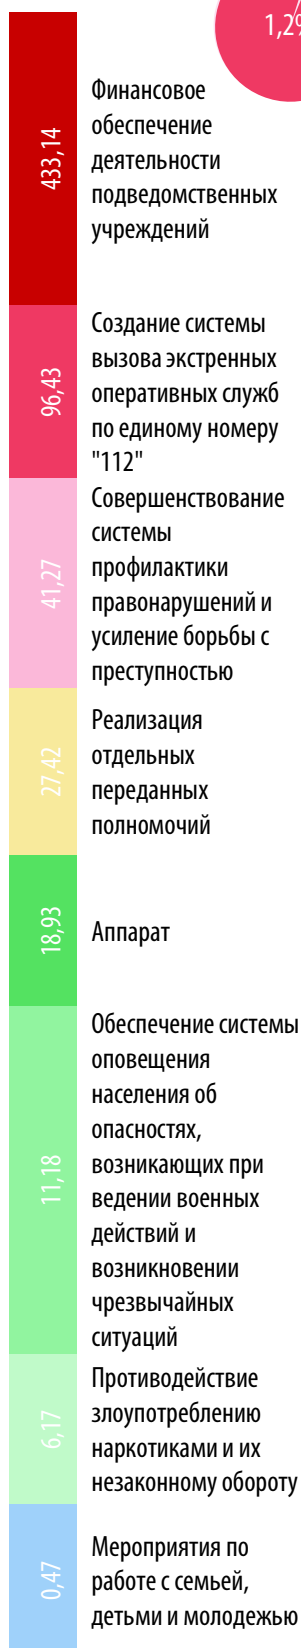 1,2%
433,14
Финансовое
обеспечение
деятельности
подведомственных
учреждений
96,43
Создание системы
вызова экстренных
оперативных служб
по единому номеру
"112"
41,27
Совершенствование
системы
профилактики
правонарушений и
усиление борьбы с
преступностью
27,42
Реализация
отдельных
переданных
полномочий
18,93
Аппарат
11,18
Обеспечение системы
оповещения
населения об
опасностях,
возникающих при
ведении военных
действий и
возникновении
чрезвычайных
ситуаций
6,17
Противодействие
злоупотреблению
наркотиками и их
незаконному обороту
0,47
Мероприятия по
работе с семьей,
детьми и молодежью